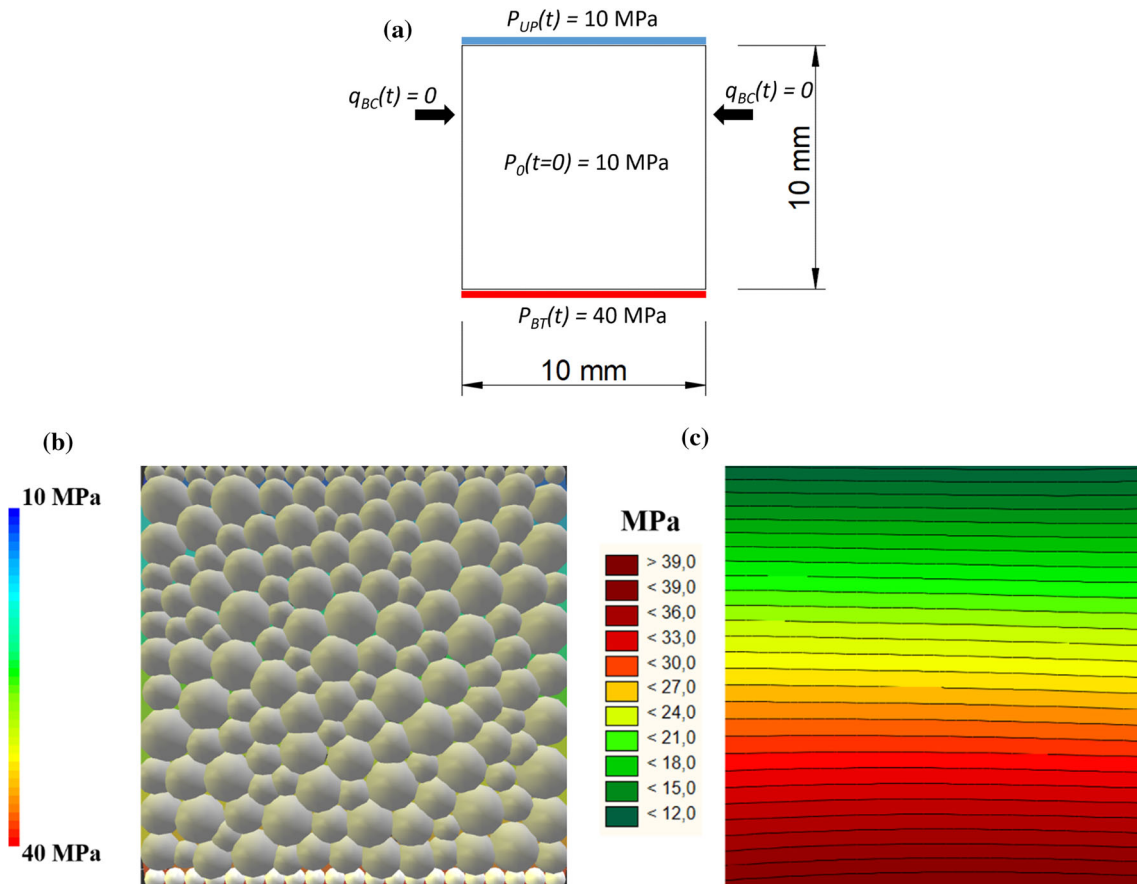 (a)
P_UP(t) = 10 MPa
q_BC(t) = 0
q_BC(t) = 0
P_0(t=0) = 10 MPa
10 mm
P_BT(t) = 40 MPa
10 mm
(b)
10 MPa
40 MPa
(c)
MPa
> 39,0
< 39,0
< 36,0
< 33,0
< 30,0
< 27,0
< 24,0
< 21,0
< 18,0
< 15,0
< 12,0